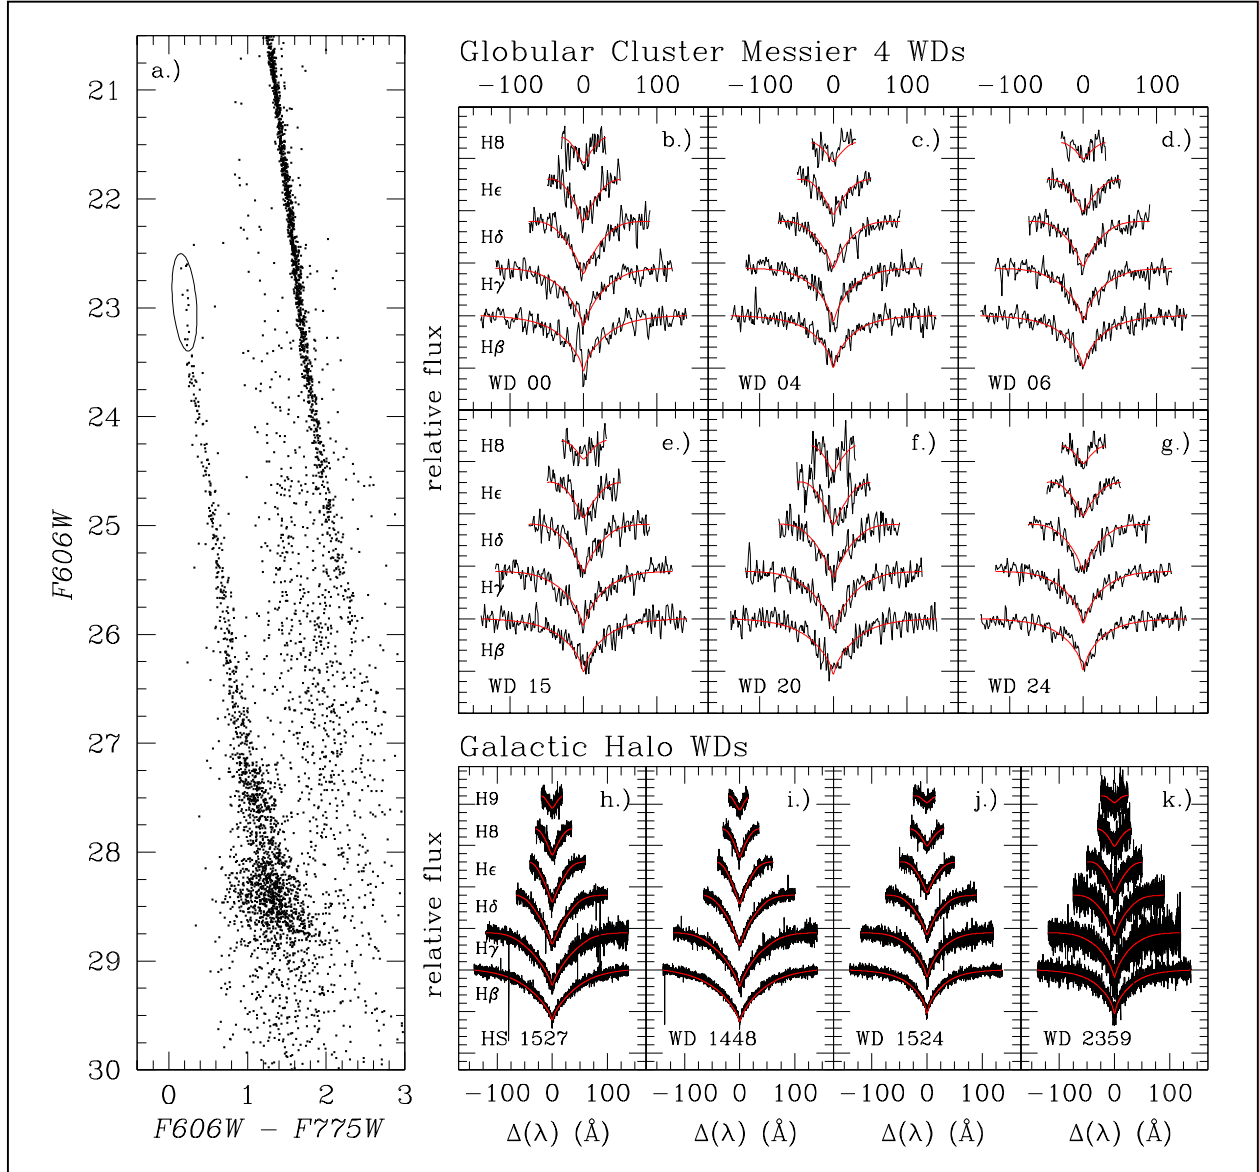 a.)
21
22
23
24
25
26
27
28
29
30
F606W
0 1 2 3
F606W − F775W
Globular Cluster Messier 4 WDs
−100 0 100 −100 0 100 −100 0 100
relative flux
H8 b.) c.) d.)
Hϵ
Hδ
Hγ
Hβ
WD 00 WD 04 WD 06
H8 e.) f.) g.)
Hϵ
Hδ
Hγ
Hβ
WD 15 WD 20 WD 24
Galactic Halo WDs
relative flux
H9 h.) i.) j.) k.)
H8
Hϵ
Hδ
Hγ
Hβ
HS 1527 WD 1448 WD 1524 WD 2359
−100 0 100 −100 0 100 −100 0 100 −100 0 100
Δ(λ) (Å) Δ(λ) (Å) Δ(λ) (Å) Δ(λ) (Å)